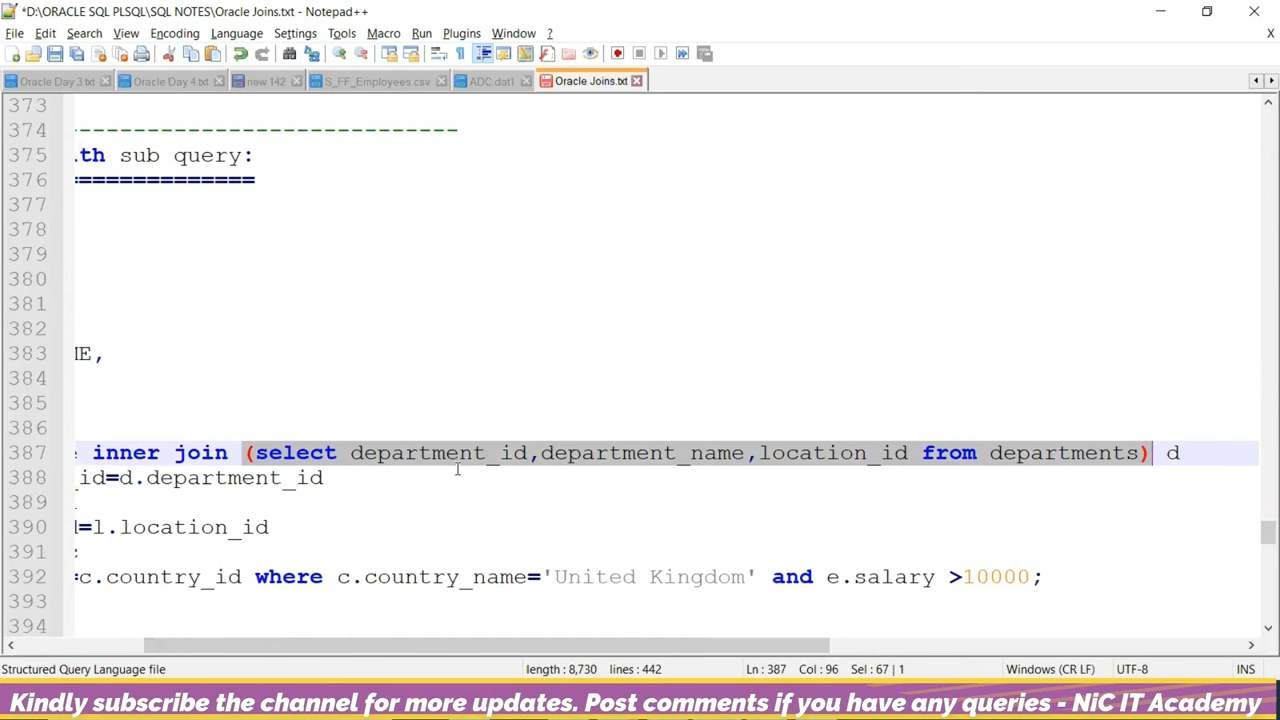 *D:\ORACLE SQL PLSQL\SQL NOTES\Oracle Joins.txt - Notepad++
File Edit Search View Encoding Language Settings Tools Macro Run Plugins Window ? X
Oracle Day 3.txt Oracle Day 4.txt new 142 S_FF_Employees.csv ADC.dat1 Oracle Joins.txt
373
374 ----------------------------
375 th sub query:
376 =============
377
378
379
380
381
382
383 ME,
384
385
386
387 inner join (select department_id,department_name,location_id from departments) d
388 _id=d.department_id
389
390 =l.location_id
391
392 =c.country_id where c.country_name='United Kingdom' and e.salary >10000;
393
394
Structured Query Language file length : 8,730 lines : 442 Ln : 387 Col : 96 Sel : 67 | 1 Windows (CR LF) UTF-8 INS
Kindly subscribe the channel for more updates. Post comments if you have any queries - NiC IT Academy